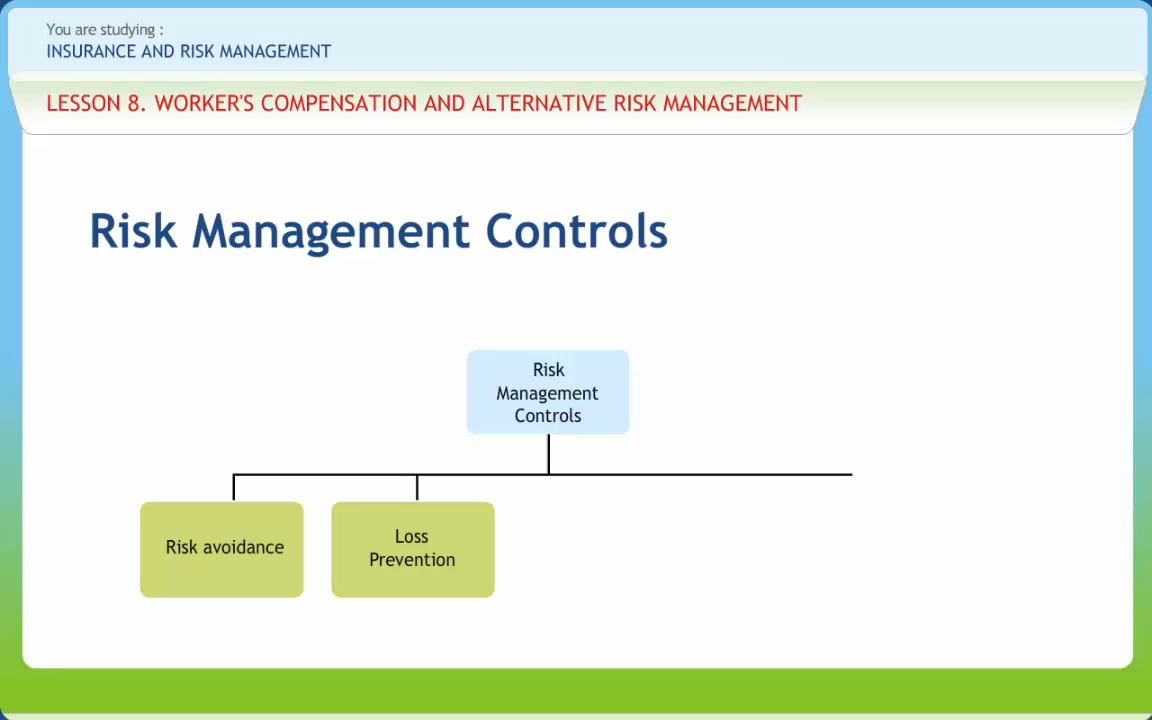 You are studying :
INSURANCE AND RISK MANAGEMENT
LESSON 8. WORKER'S COMPENSATION AND ALTERNATIVE RISK MANAGEMENT
Risk Management Controls
Risk
Management
Controls
Risk avoidance
Loss
Prevention